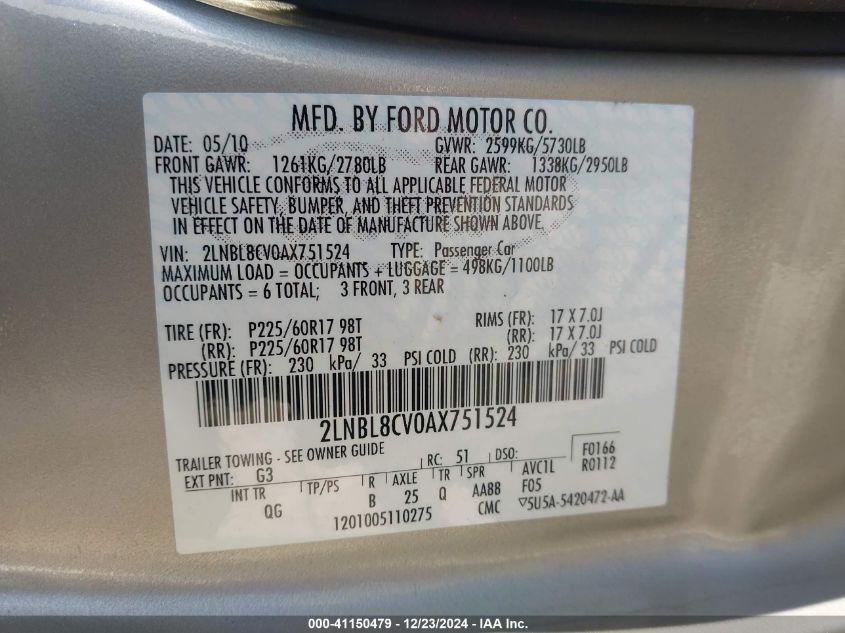 MFD. BY FORD MOTOR CO.
DATE: 05/10 GVWR: 2599KG/5730LB
FRONT GAWR: 1261KG/2780LB REAR GAWR: 1338KG/2950LB
THIS VEHICLE CONFORMS TO ALL APPLICABLE FEDERAL MOTOR
VEHICLE SAFETY, BUMPER, AND THEFT PREVENTION STANDARDS
IN EFFECT ON THE DATE OF MANUFACTURE SHOWN ABOVE.
VIN: 2LNBL8CV0AX751524 TYPE: Passenger Car
MAXIMUM LOAD = OCCUPANTS + LUGGAGE = 498KG/1100LB
OCCUPANTS = 6 TOTAL; 3 FRONT, 3 REAR
TIRE (FR): P225/60R17 98T RIMS (FR): 17 X 7.0J
(RR): P225/60R17 98T (RR): 17 X 7.0J
PRESSURE (FR): 230 kPa/ 33 PSI COLD (RR): 230 kPa/ 33 PSI COLD
2LNBL8CV0AX751524
TRAILER TOWING - SEE OWNER GUIDE
EXT PNT: G3 RC: 51 DSO: F0166
R0112
INT TR TP/PS R AXLE TR SPR AVC1L
QG B 25 Q AA88 F05
1201005110275 CMC ▽5U5A-5420472-AA
000-41150479 - 12/23/2024 - IAA Inc.